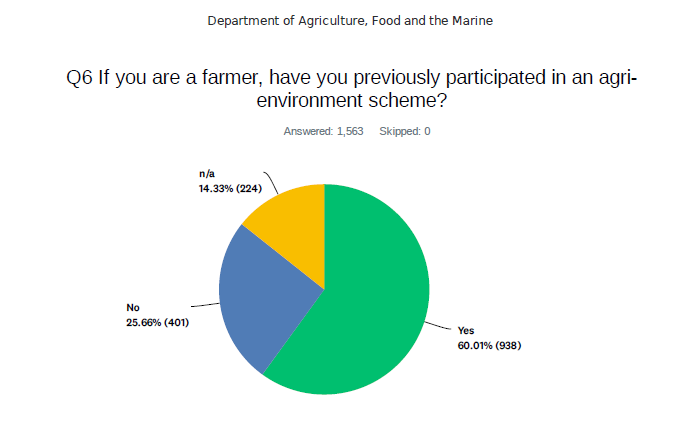 Department of Agriculture, Food and the Marine
Q6 If you are a farmer, have you previously participated in an agri-
environment scheme?
Answered: 1,563 Skipped: 0
n/a
14.33% (224)
No
25.66% (401)
Yes
60.01% (938)